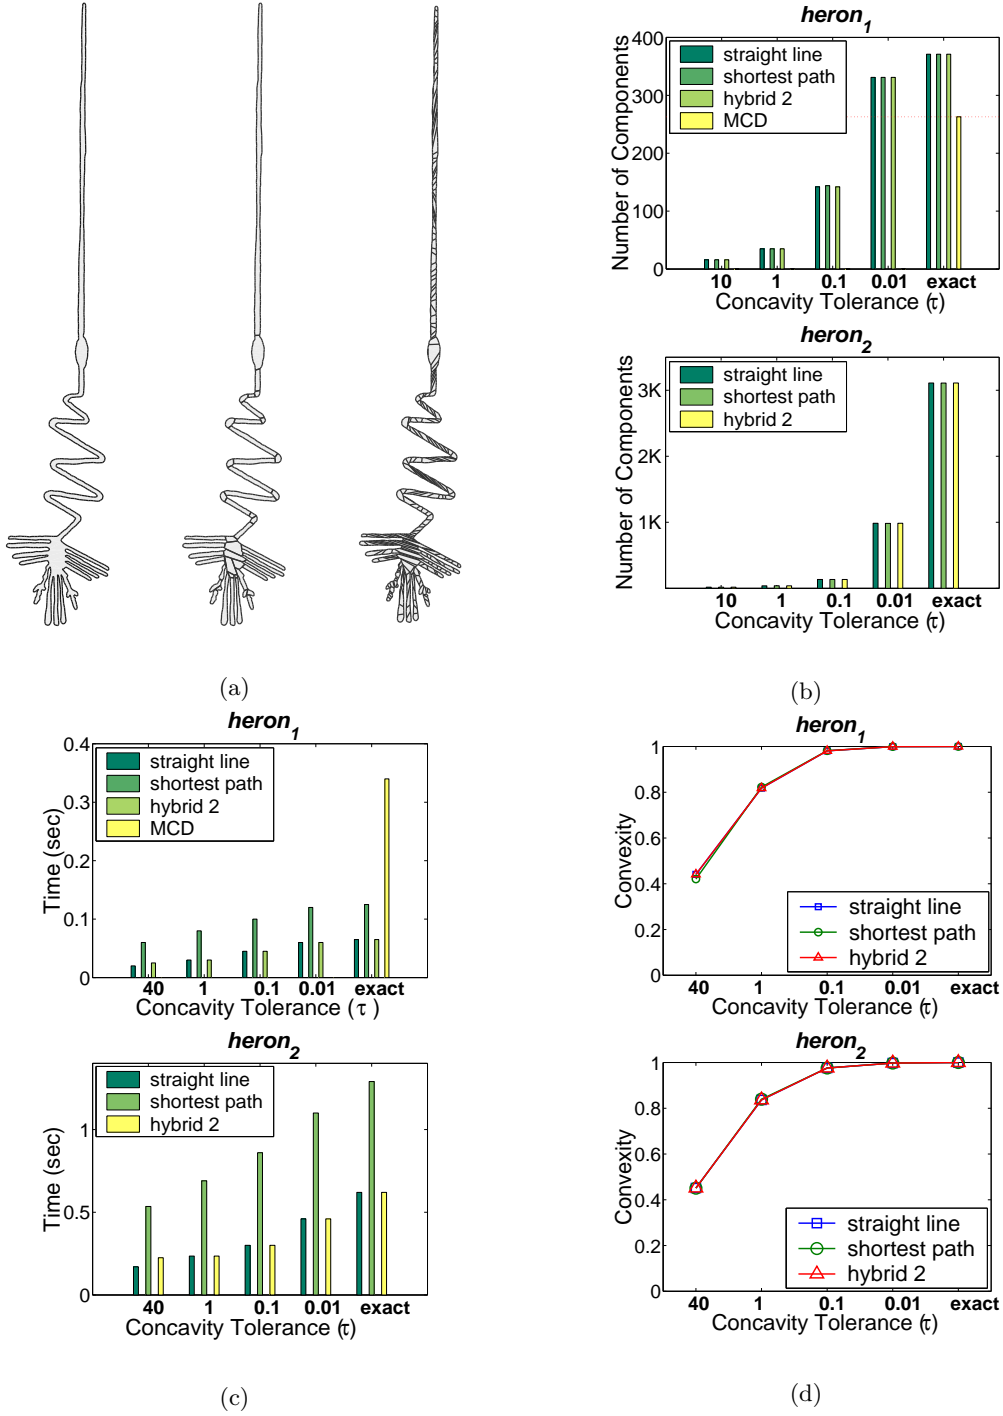 heron1
400
300
200
100
0
Number of Components
straight line
shortest path
hybrid 2
MCD
10 1 0.1 0.01 exact
Concavity Tolerance (τ)
heron2
3K
2K
1K
Number of Components
straight line
shortest path
hybrid 2
10 1 0.1 0.01 exact
Concavity Tolerance (τ)
(a)
(b)
heron1
0.4
0.3
0.2
0.1
0
Time (sec)
straight line
shortest path
hybrid 2
MCD
40 1 0.1 0.01 exact
Concavity Tolerance (τ)
heron2
1
0.5
0
Time (sec)
straight line
shortest path
hybrid 2
40 1 0.1 0.01 exact
Concavity Tolerance (τ)
(c)
heron1
1
0.8
0.6
0.4
0.2
0
Convexity
straight line
shortest path
hybrid 2
40 1 0.1 0.01 exact
Concavity Tolerance (τ)
heron2
1
0.8
0.6
0.4
0.2
0
Convexity
straight line
shortest path
hybrid 2
40 1 0.1 0.01 exact
Concavity Tolerance (τ)
(d)